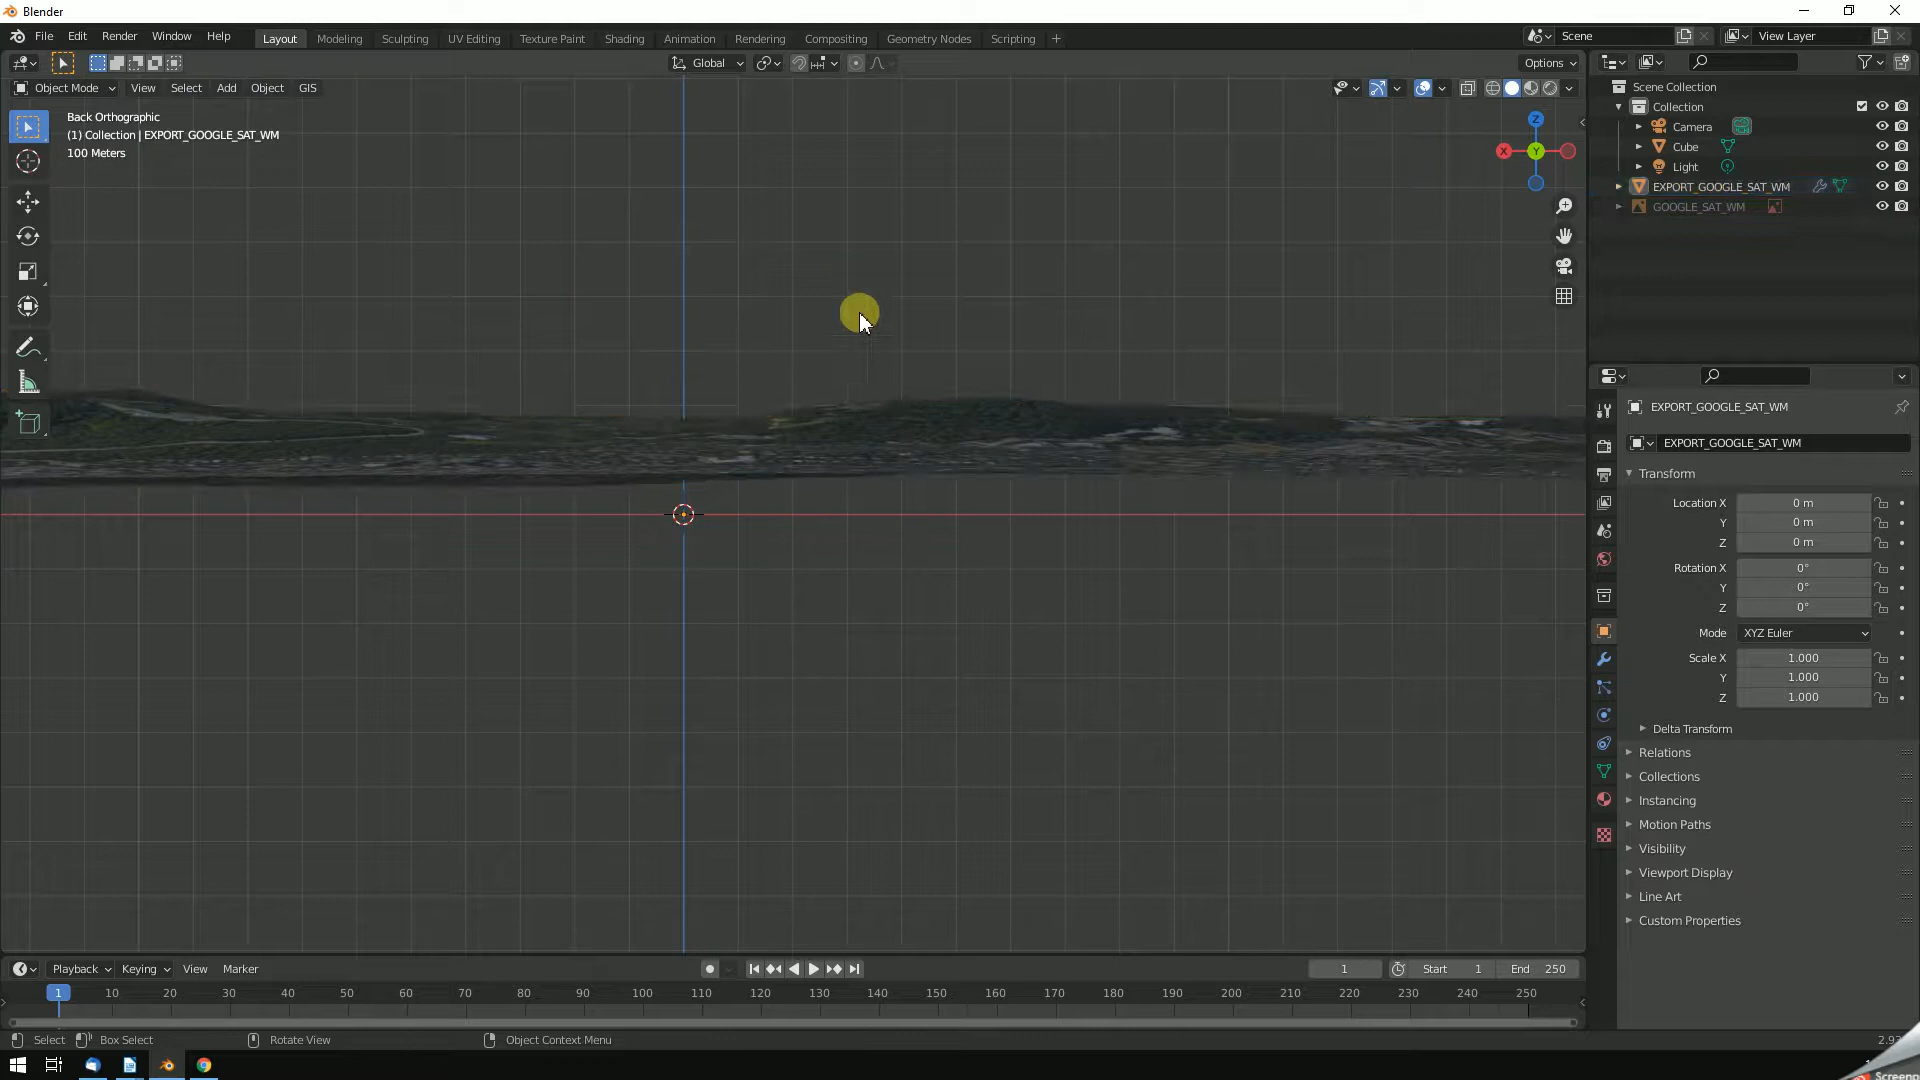 Blender
File Edit Render Window Help
Layout Modeling Sculpting UV Editing Texture Paint Shading Animation Rendering Compositing Geometry Nodes Scripting +
Scene View Layer
Global Options
Object Mode View Select Add Object GIS
Back Orthographic
(1) Collection | EXPORT_GOOGLE_SAT_WM
100 Meters
Z
X Y
Scene Collection
Collection
Camera
Cube
Light
EXPORT_GOOGLE_SAT_WM
GOOGLE_SAT_WM
EXPORT_GOOGLE_SAT_WM
EXPORT_GOOGLE_SAT_WM
Transform
Location X 0 m
Y 0 m
Z 0 m
Rotation X 0°
Y 0°
Z 0°
Mode XYZ Euler
Scale X 1.000
Y 1.000
Z 1.000
Delta Transform
Relations
Collections
Instancing
Motion Paths
Visibility
Viewport Display
Line Art
Custom Properties
Playback Keying View Marker
1 Start 1 End 250
1 10 20 30 40 50 60 70 80 90 100 110 120 130 140 150 160 170 180 190 200 210 220 230 240 250
Select Box Select Rotate View Object Context Menu